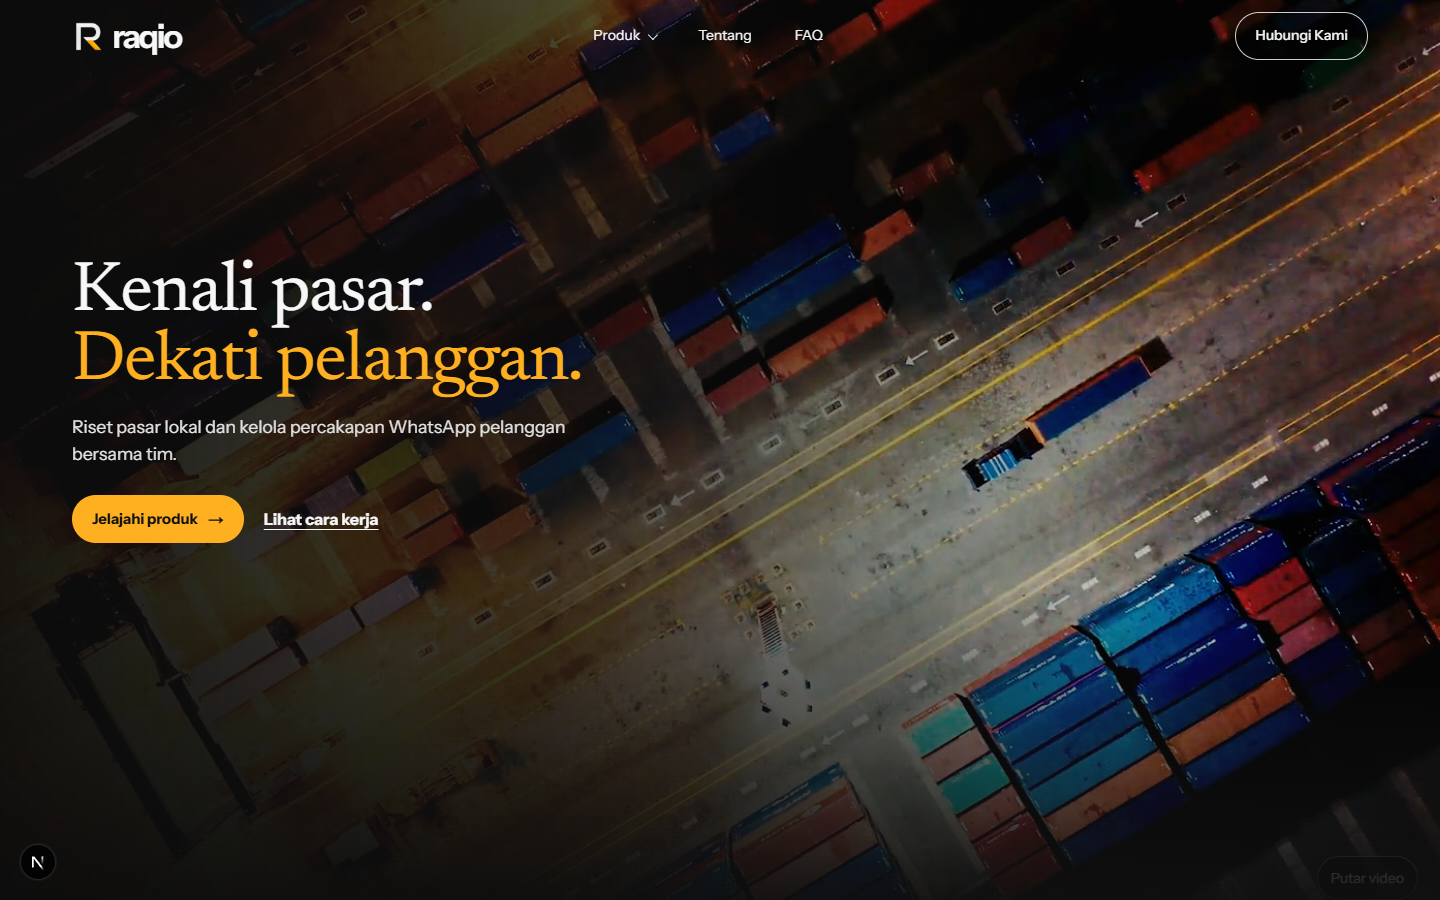 raqio
Produk
Tentang
FAQ
Hubungi Kami
Kenali pasar.
Dekati pelanggan.
Riset pasar lokal dan kelola percakapan WhatsApp pelanggan
bersama tim.
Jelajahi produk →
Lihat cara kerja
N
Putar video